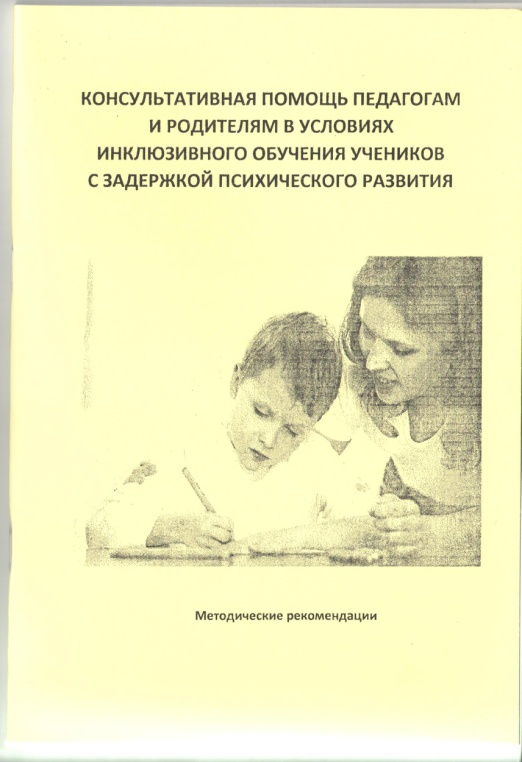 КОНСУЛЬТАТИВНАЯ ПОМОЩЬ ПЕДАГОГАМ
И РОДИТЕЛЯМ В УСЛОВИЯХ
ИНКЛЮЗИВНОГО ОБУЧЕНИЯ УЧЕНИКОВ
С ЗАДЕРЖКОЙ ПСИХИЧЕСКОГО РАЗВИТИЯ
Методические рекомендации